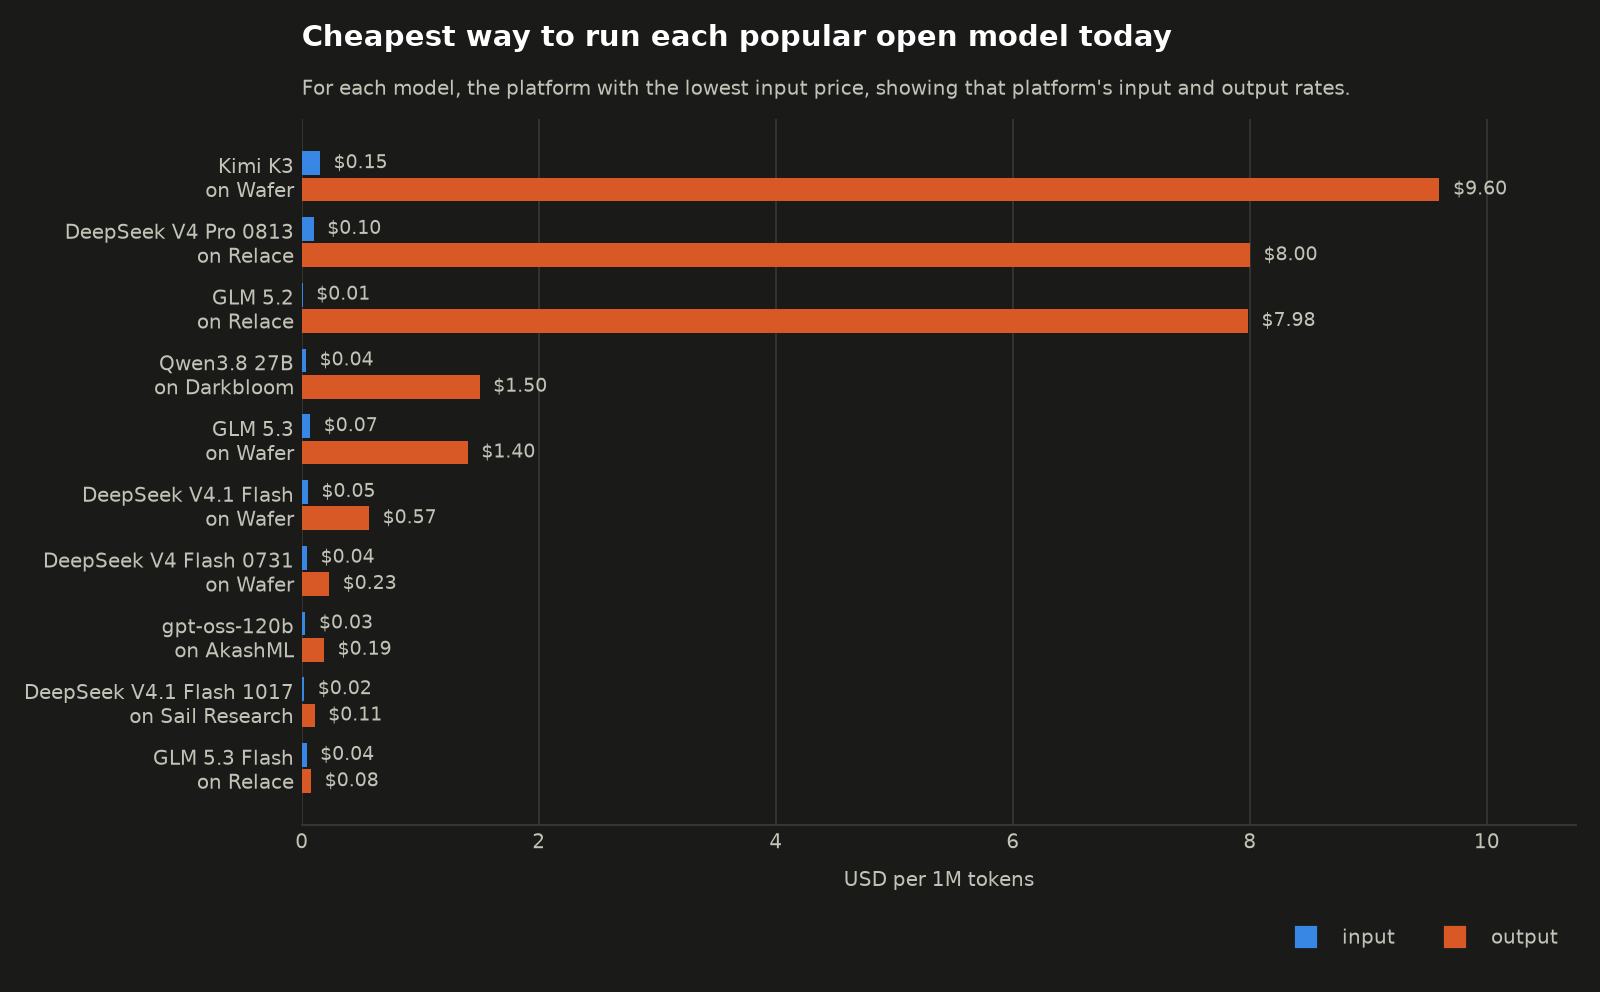 Cheapest way to run each popular open model today
For each model, the platform with the lowest input price, showing that platform's input and output rates.
Kimi K3
on Wafer
$0.15
$9.60
DeepSeek V4 Pro 0813
on Relace
$0.10
$8.00
GLM 5.2
on Relace
$0.01
$7.98
Qwen3.8 27B
on Darkbloom
$0.04
$1.50
GLM 5.3
on Wafer
$0.07
$1.40
DeepSeek V4.1 Flash
on Wafer
$0.05
$0.57
DeepSeek V4 Flash 0731
on Wafer
$0.04
$0.23
gpt-oss-120b
on AkashML
$0.03
$0.19
DeepSeek V4.1 Flash 1017
on Sail Research
$0.02
$0.11
GLM 5.3 Flash
on Relace
$0.04
$0.08
0 2 4 6 8 10
USD per 1M tokens
input output